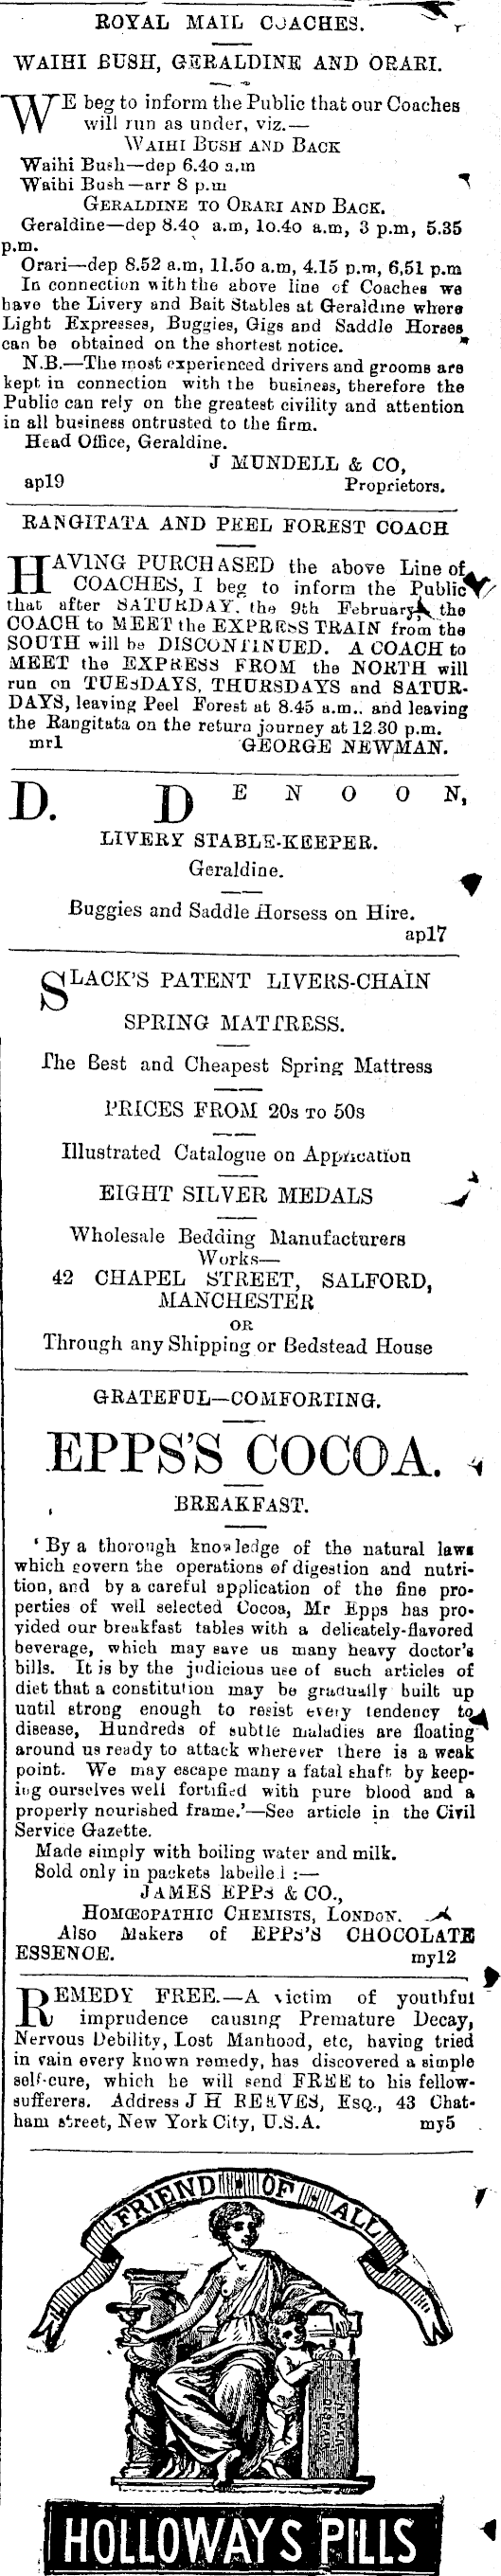 ROYAL MAIL COACHES.
WAIHI BUSH, GERALDINE AND ORARI.
WE beg to inform the Public that our Coaches
will run as under, viz.—
WAIHI BUSH AND BACK
Waihi Bush—dep 6.4o a.m
Waihi Bush—arr 8 p.m
GERALDINE TO ORARI AND BACK.
Geraldine—dep 8.4o a.m, 1o.4o a.m, 3 p.m, 5.35
p.m.
Orari—dep 8.52 a.m, 11.5o a.m, 4.15 p.m, 6,51 p.m
In connection with the above line of Coaches we
have the Livery and Bait Stables at Geraldine where
Light Expresses, Buggies, Gigs and Saddle Horses
can be obtained on the shortest notice.
N.B.—The most experienced drivers and grooms are
kept in connection with the business, therefore the
Public can rely on the greatest civility and attention
in all business ontrusted to the firm.
Head Office, Geraldine.
J MUNDELL & CO,
ap19 Proprietors.
RANGITATA AND PEEL FOREST COACH
HAVING PURCHASED the above Line of
COACHES, I beg to inform the Public
that after SATURDAY, the 9th February, the
COACH to MEET the EXPRESS TRAIN from the
SOUTH will be DISCONTINUED. A COACH to
MEET the EXPRESS FROM the NORTH will
run on TUESDAYS, THURSDAYS and SATUR-
DAYS, leaving Peel Forest at 8.45 a.m., and leaving
the Rangitata on the return journey at 12.30 p.m.
mr1 GEORGE NEWMAN.
D. DENOON,
LIVERY STABLE-KEEPER.
Geraldine.
Buggies and Saddle Horsess on Hire.
ap17
SLACK'S PATENT LIVERS-CHAIN
SPRING MATTRESS.
The Best and Cheapest Spring Mattress
PRICES FROM 20s TO 50s
Illustrated Catalogue on Application
EIGHT SILVER MEDALS
Wholesale Bedding Manufacturers
Works—
42 CHAPEL STREET, SALFORD,
MANCHESTER
OR
Through any Shipping or Bedstead House
GRATEFUL—COMFORTING.
EPPS'S COCOA.
BREAKFAST.
'By a thorough knowledge of the natural laws
which govern the operations of digestion and nutri-
tion, and by a careful application of the fine pro-
perties of well selected Cocoa, Mr Epps has pro-
vided our breakfast tables with a delicately-flavored
beverage, which may save us many heavy doctor's
bills. It is by the judicious use of such articles of
diet that a constitution may be gradually built up
until strong enough to resist every tendency to
disease, Hundreds of subtle maladies are floating
around us ready to attack wherever there is a weak
point. We may escape many a fatal shaft by keep-
ing ourselves well fortified with pure blood and a
properly nourished frame.'—See article in the Civil
Service Gazette.
Made simply with boiling water and milk.
Sold only in packets labelled :—
JAMES EPPS & CO.,
HOMŒOPATHIC CHEMISTS, LONDON.
Also Makers of EPPS'S CHOCOLATE
ESSENCE. my12
REMEDY FREE.—A victim of youthful
imprudence causing Premature Decay,
Nervous Debility, Lost Manhood, etc, having tried
in vain every known remedy, has discovered a simple
self-cure, which he will send FREE to his fellow-
sufferers. Address J H REEVES, ESQ., 43 Chat-
ham street, New York City, U.S.A. my5
FRIEND OF ALL
NEVER
DESPAIR
HOLLOWAYS PILLS